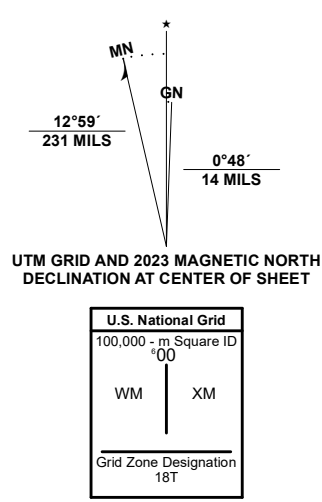 ★
MN
GN
12°59´
231 MILS
0°48´
14 MILS
UTM GRID AND 2023 MAGNETIC NORTH
DECLINATION AT CENTER OF SHEET
U.S. National Grid
100,000 - m Square ID
⁶00
WM XM
Grid Zone Designation
18T